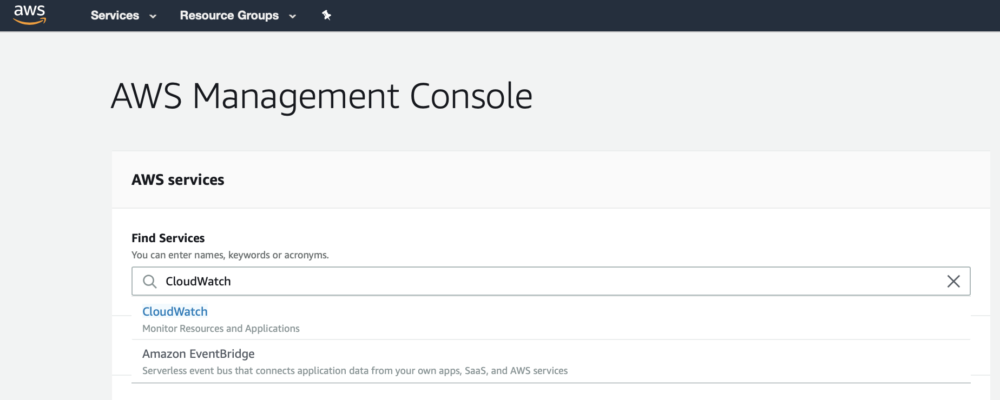 aws Services Resource Groups
AWS Management Console
AWS services
Find Services
You can enter names, keywords or acronyms.
CloudWatch
CloudWatch
Monitor Resources and Applications
Amazon EventBridge
Serverless event bus that connects application data from your own apps, SaaS, and AWS services